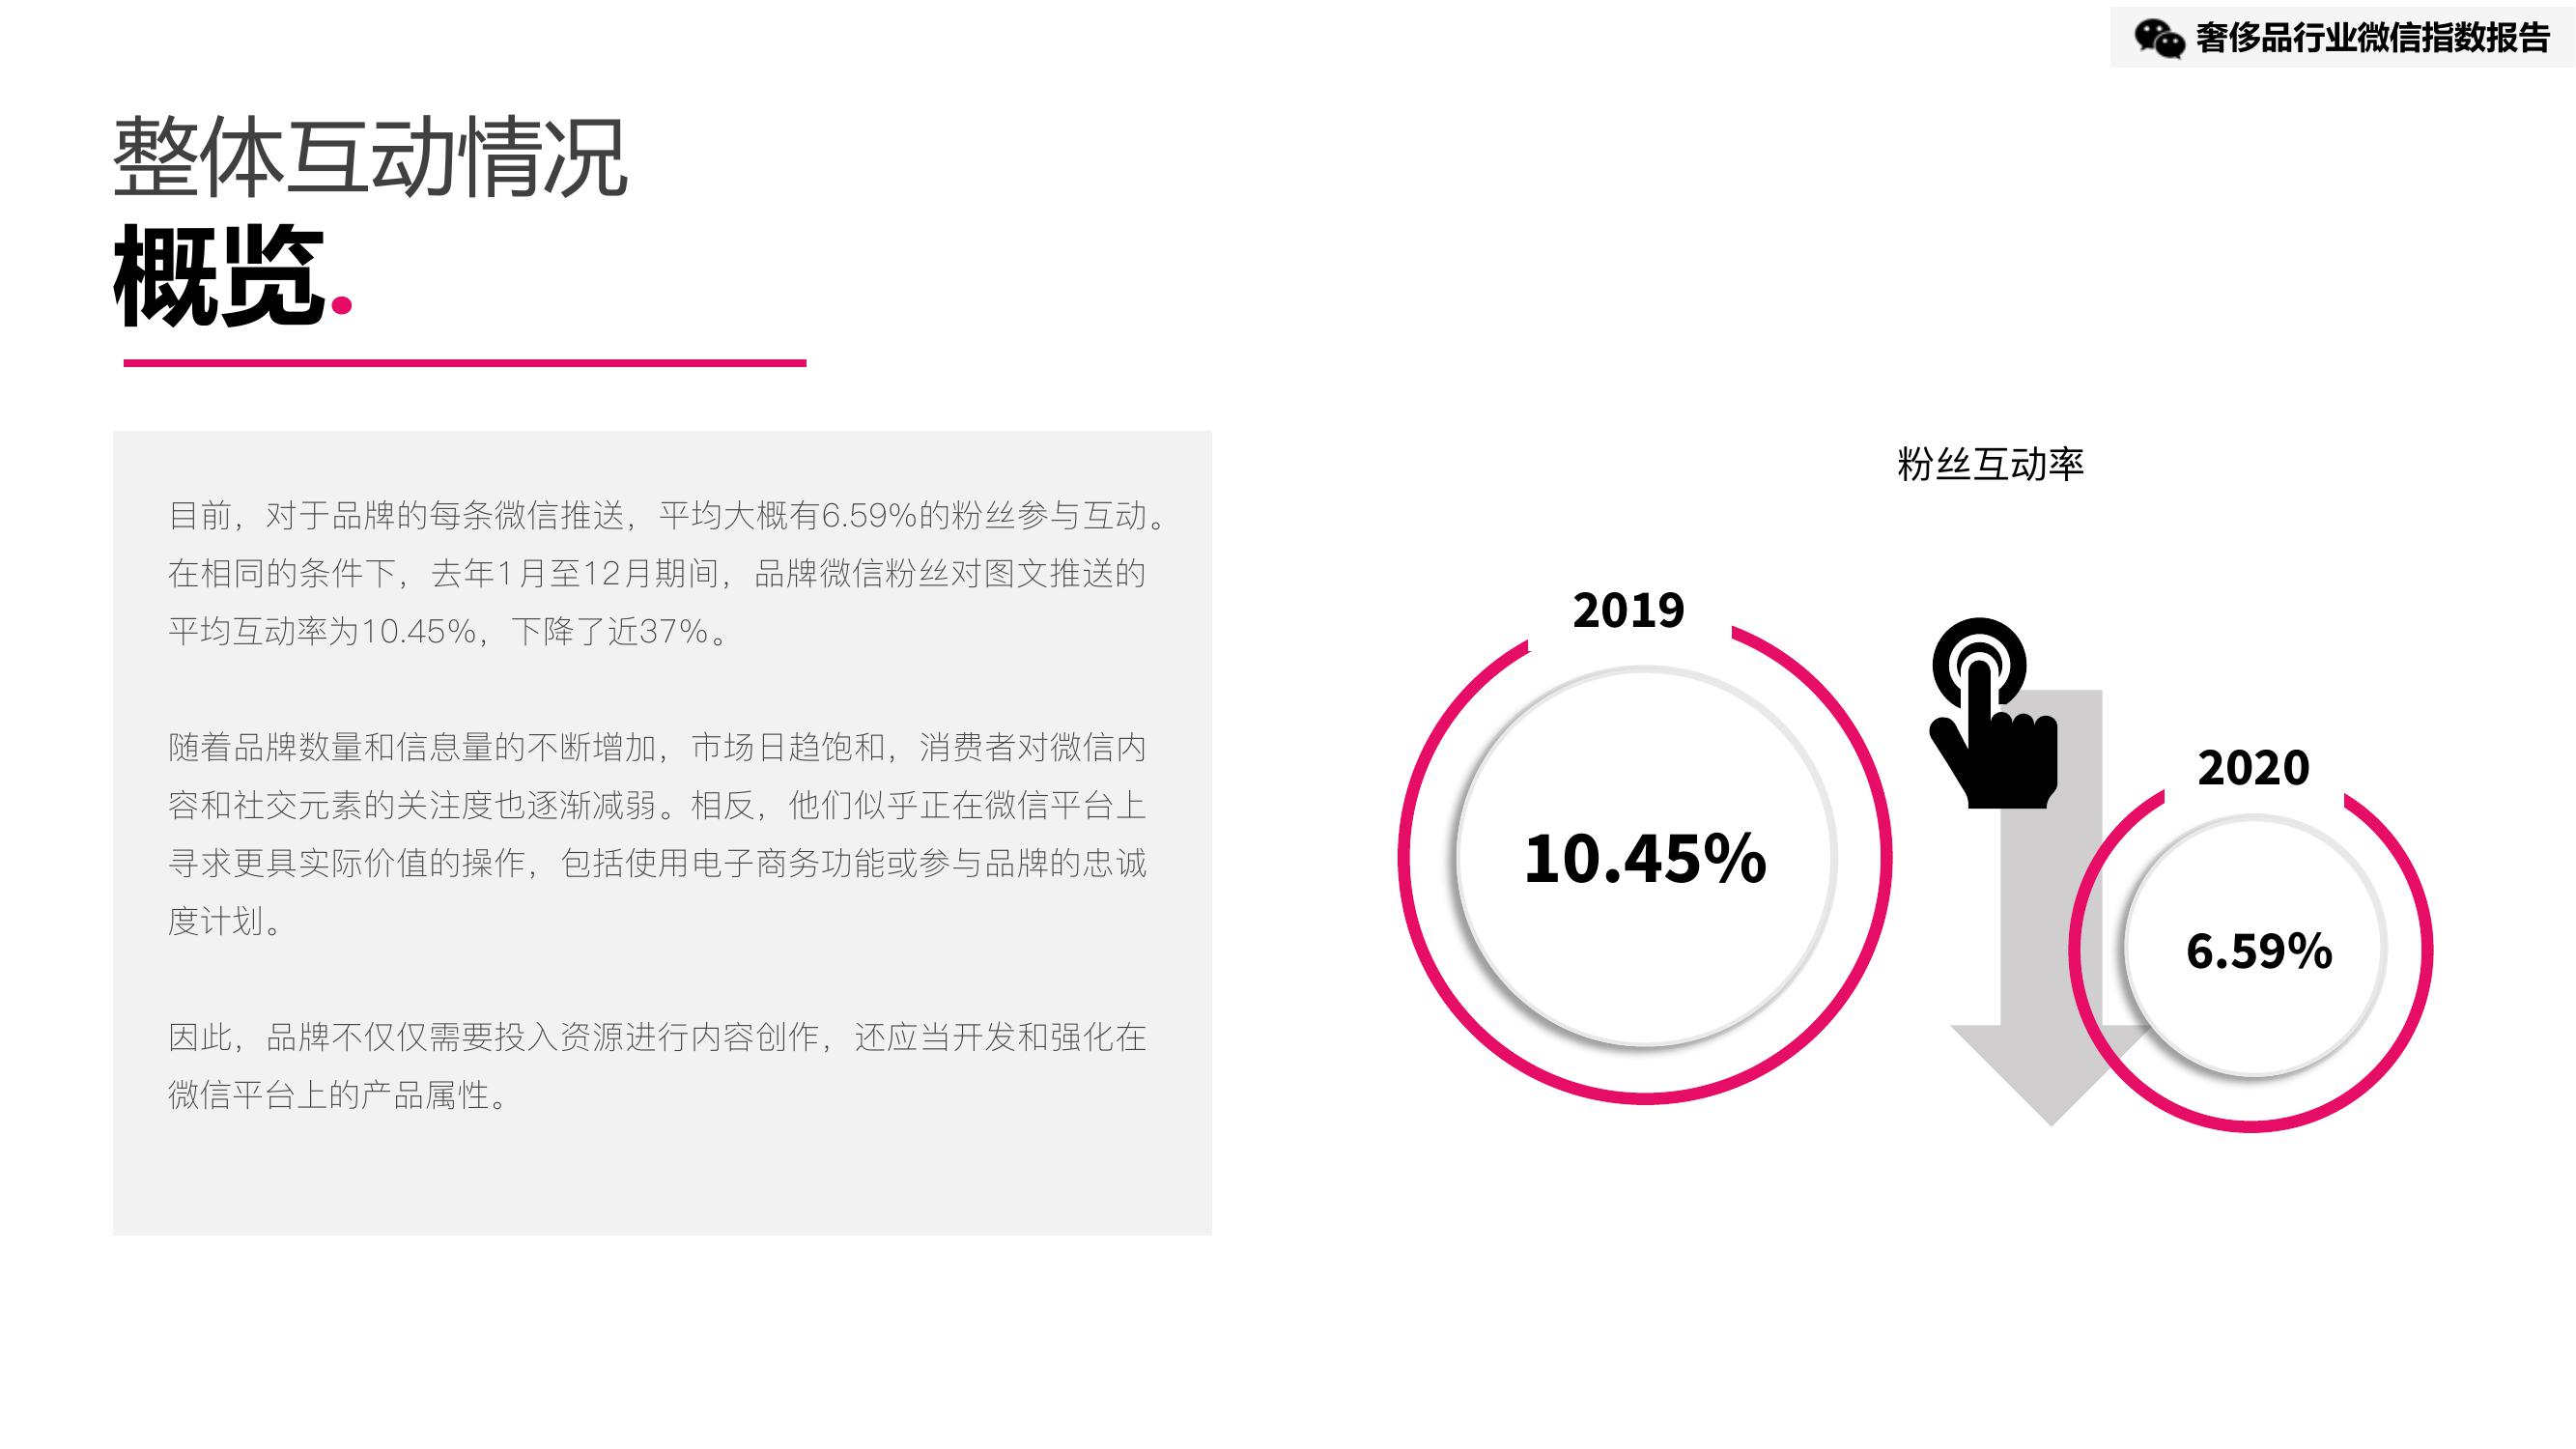 奢侈品行业微信指数报告
整体互动情况
概览.
目前，对于品牌的每条微信推送，平均大概有6.59%的粉丝参与互动。
在相同的条件下，去年1月至12月期间，品牌微信粉丝对图文推送的
平均互动率为10.45%，下降了近37%。
随着品牌数量和信息量的不断增加，市场日趋饱和，消费者对微信内
容和社交元素的关注度也逐渐减弱。相反，他们似乎正在微信平台上
寻求更具实际价值的操作，包括使用电子商务功能或参与品牌的忠诚
度计划。
因此，品牌不仅仅需要投入资源进行内容创作，还应当开发和强化在
微信平台上的产品属性。
粉丝互动率
2019
10.45%
2020
6.59%